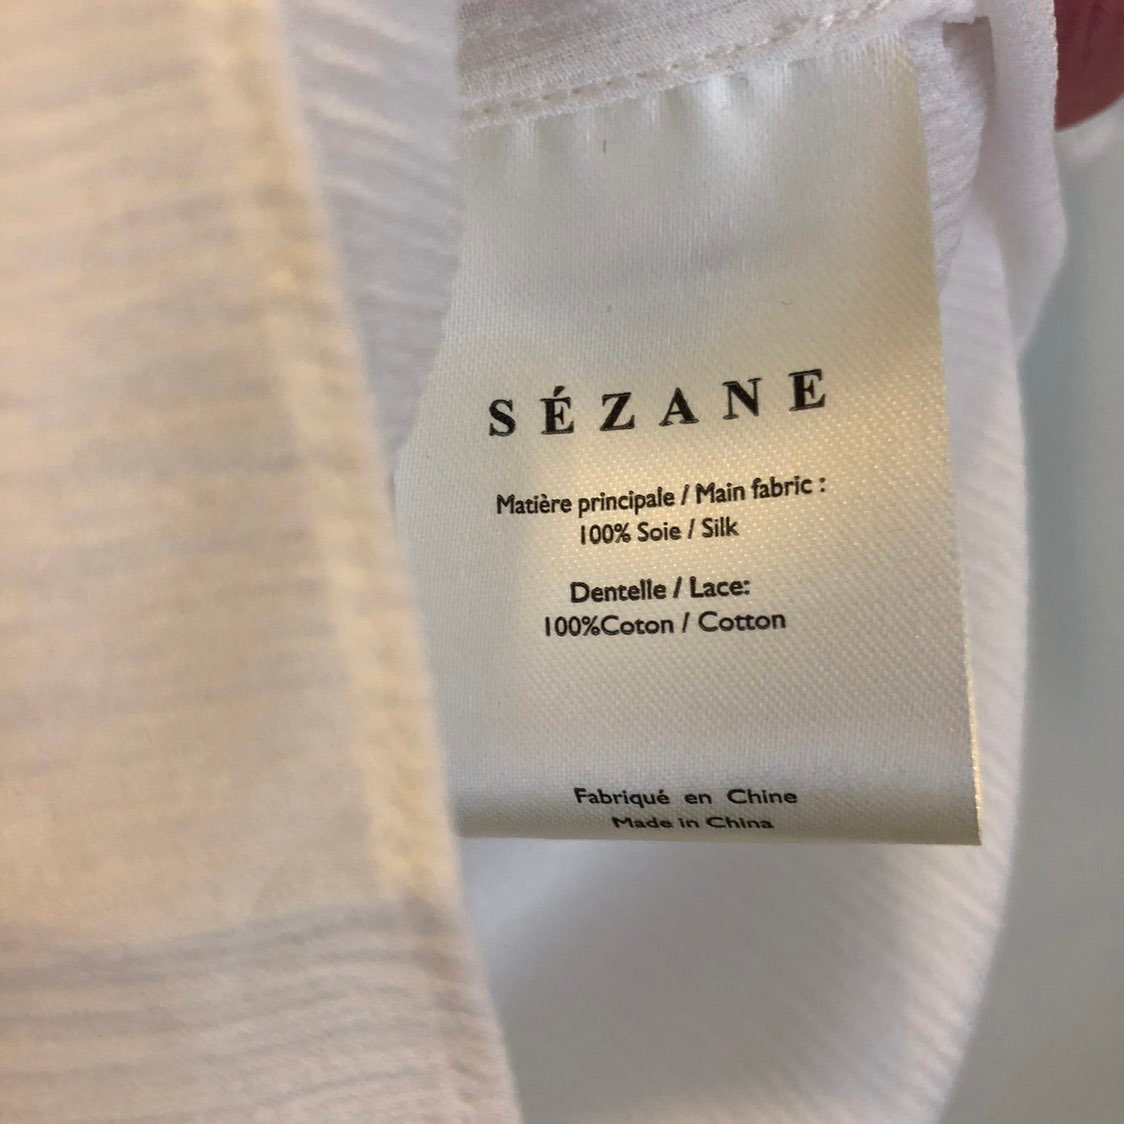 SÉZANE
Matière principale / Main fabric :
100% Soie / Silk
Dentelle / Lace:
100%Coton / Cotton
Fabriqué en Chine
Made in China